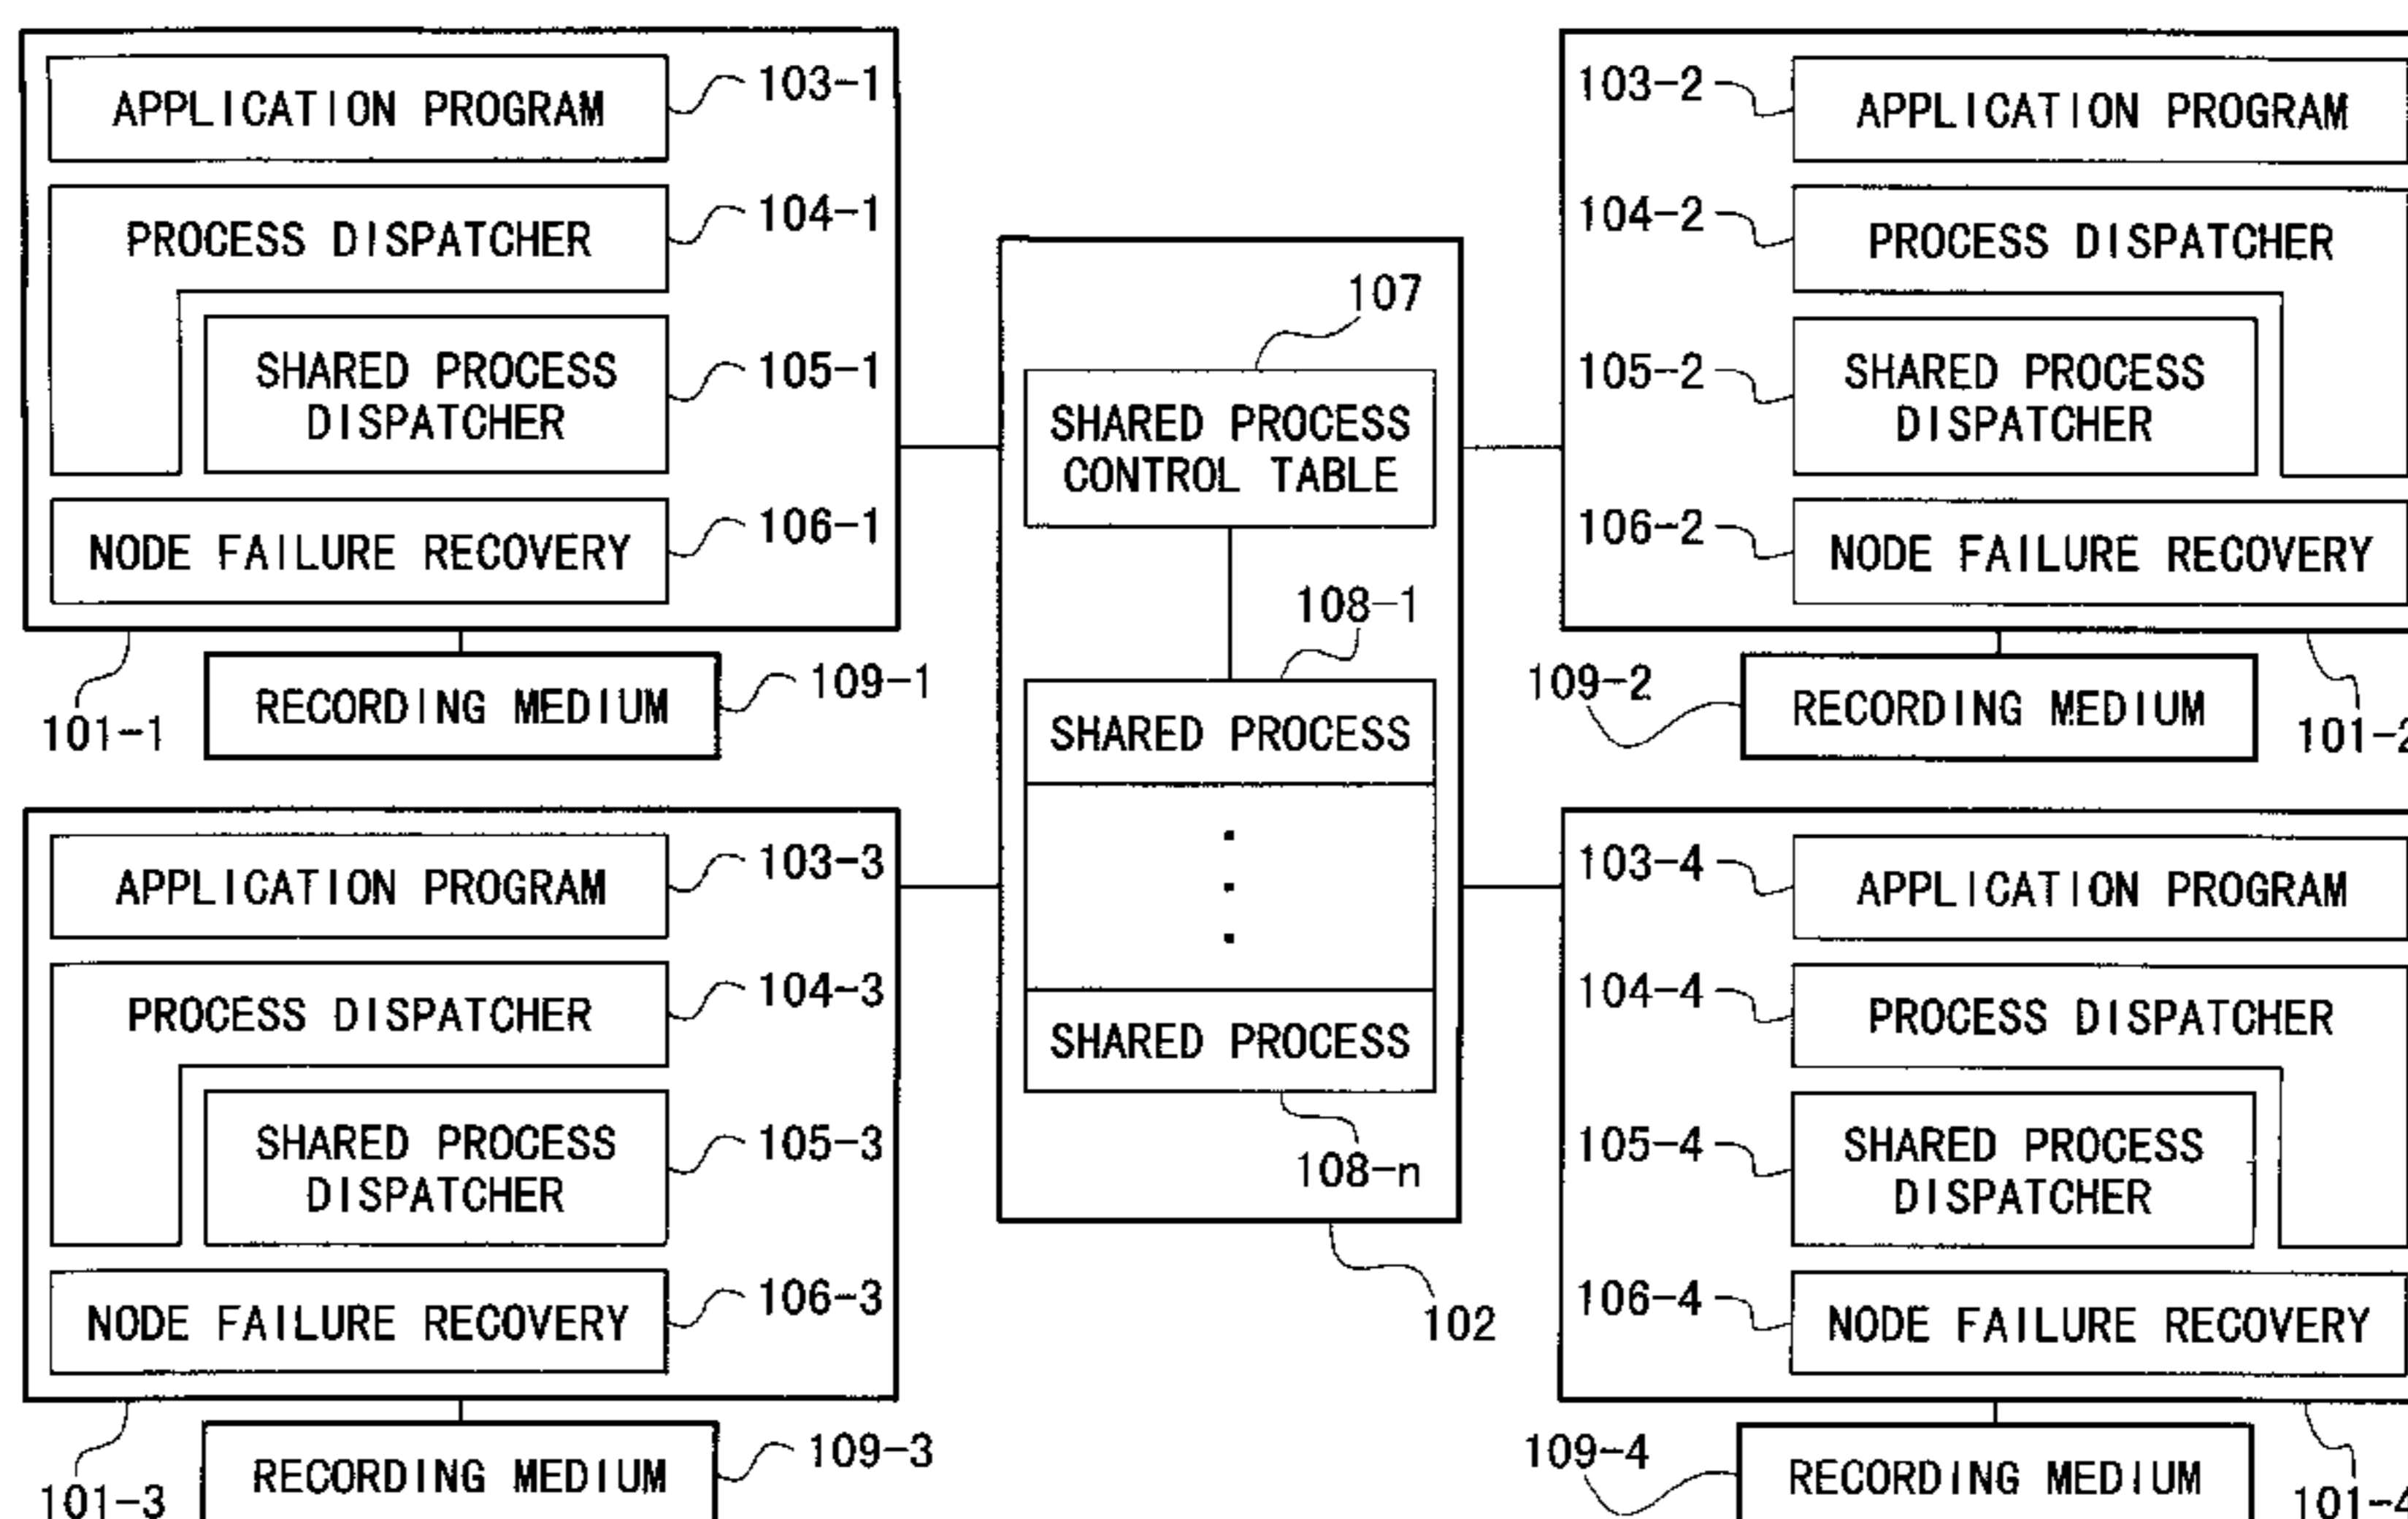 APPLICATION PROGRAM
103-1
PROCESS DISPATCHER
104-1
SHARED PROCESS
DISPATCHER
105-1
NODE FAILURE RECOVERY
106-1
101-1
RECORDING MEDIUM
109-1
107
SHARED PROCESS
CONTROL TABLE
108-1
SHARED PROCESS
SHARED PROCESS
108-n
102
103-2
APPLICATION PROGRAM
104-2
PROCESS DISPATCHER
105-2
SHARED PROCESS
DISPATCHER
106-2
NODE FAILURE RECOVERY
109-2
RECORDING MEDIUM
101-2
APPLICATION PROGRAM
103-3
PROCESS DISPATCHER
104-3
SHARED PROCESS
DISPATCHER
105-3
NODE FAILURE RECOVERY
106-3
101-3
RECORDING MEDIUM
109-3
103-4
APPLICATION PROGRAM
104-4
PROCESS DISPATCHER
105-4
SHARED PROCESS
DISPATCHER
106-4
NODE FAILURE RECOVERY
109-4
RECORDING MEDIUM
101-4